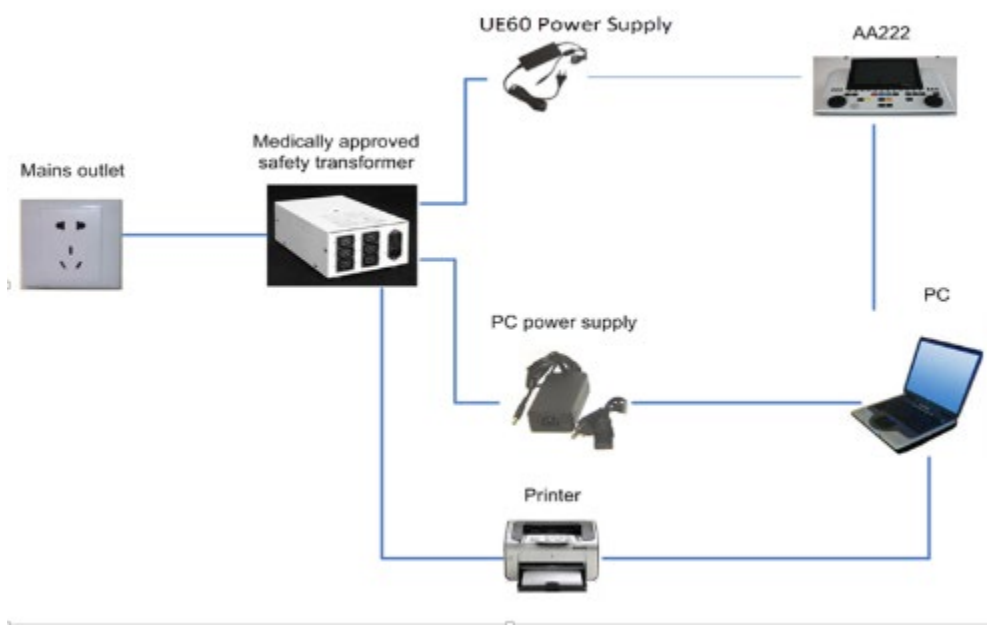 UE60 Power Supply
AA222
Medically approved
safety transformer
Mains outlet
PC
PC power supply
Printer